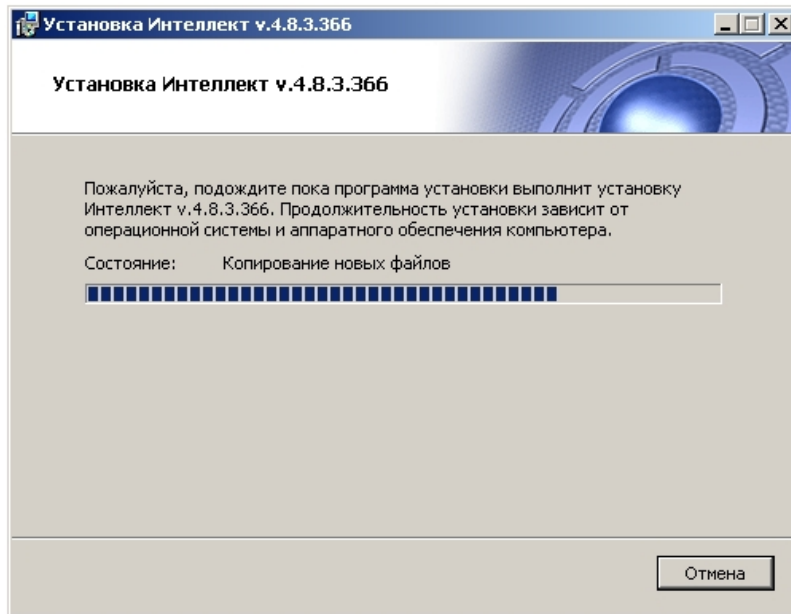 Установка Интеллект v.4.8.3.366
Установка Интеллект v.4.8.3.366
Пожалуйста, подождите пока программа установки выполнит установку
Интеллект v.4.8.3.366. Продолжительность установки зависит от
операционной системы и аппаратного обеспечения компьютера.
Состояние: Копирование новых файлов
Отмена